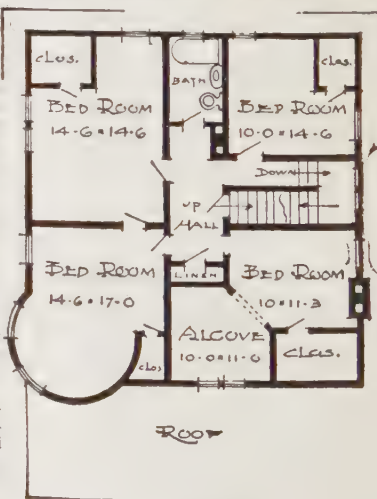 CLOS.
CLOS.
BATH
BED ROOM
14-6 × 14-6
BED ROOM
10-0 × 14-6
DOWN
UP
HALL
BED ROOM
14-6 × 17-0
LINEN
BED ROOM
10 × 11-3
ALCOVE
10-0 × 11-0
CLOS.
CLOS.
ROOF